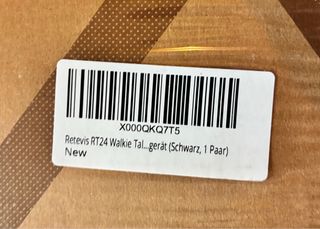 X000QKQ7T5
Retevis RT24 Walkie Tal...gerät (Schwarz, 1 Paar)
New